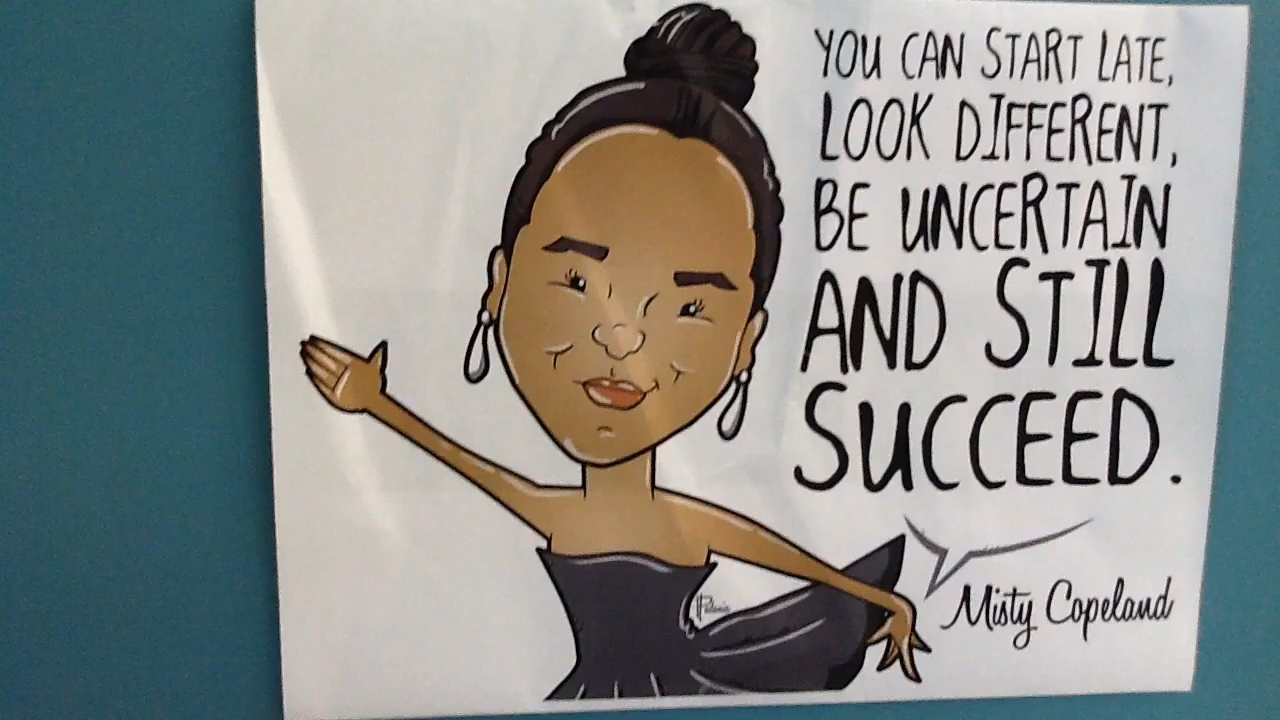 YOU CAN START LATE,
LOOK DIFFERENT,
BE UNCERTAIN
AND STILL
SUCCEED.
Misty Copeland